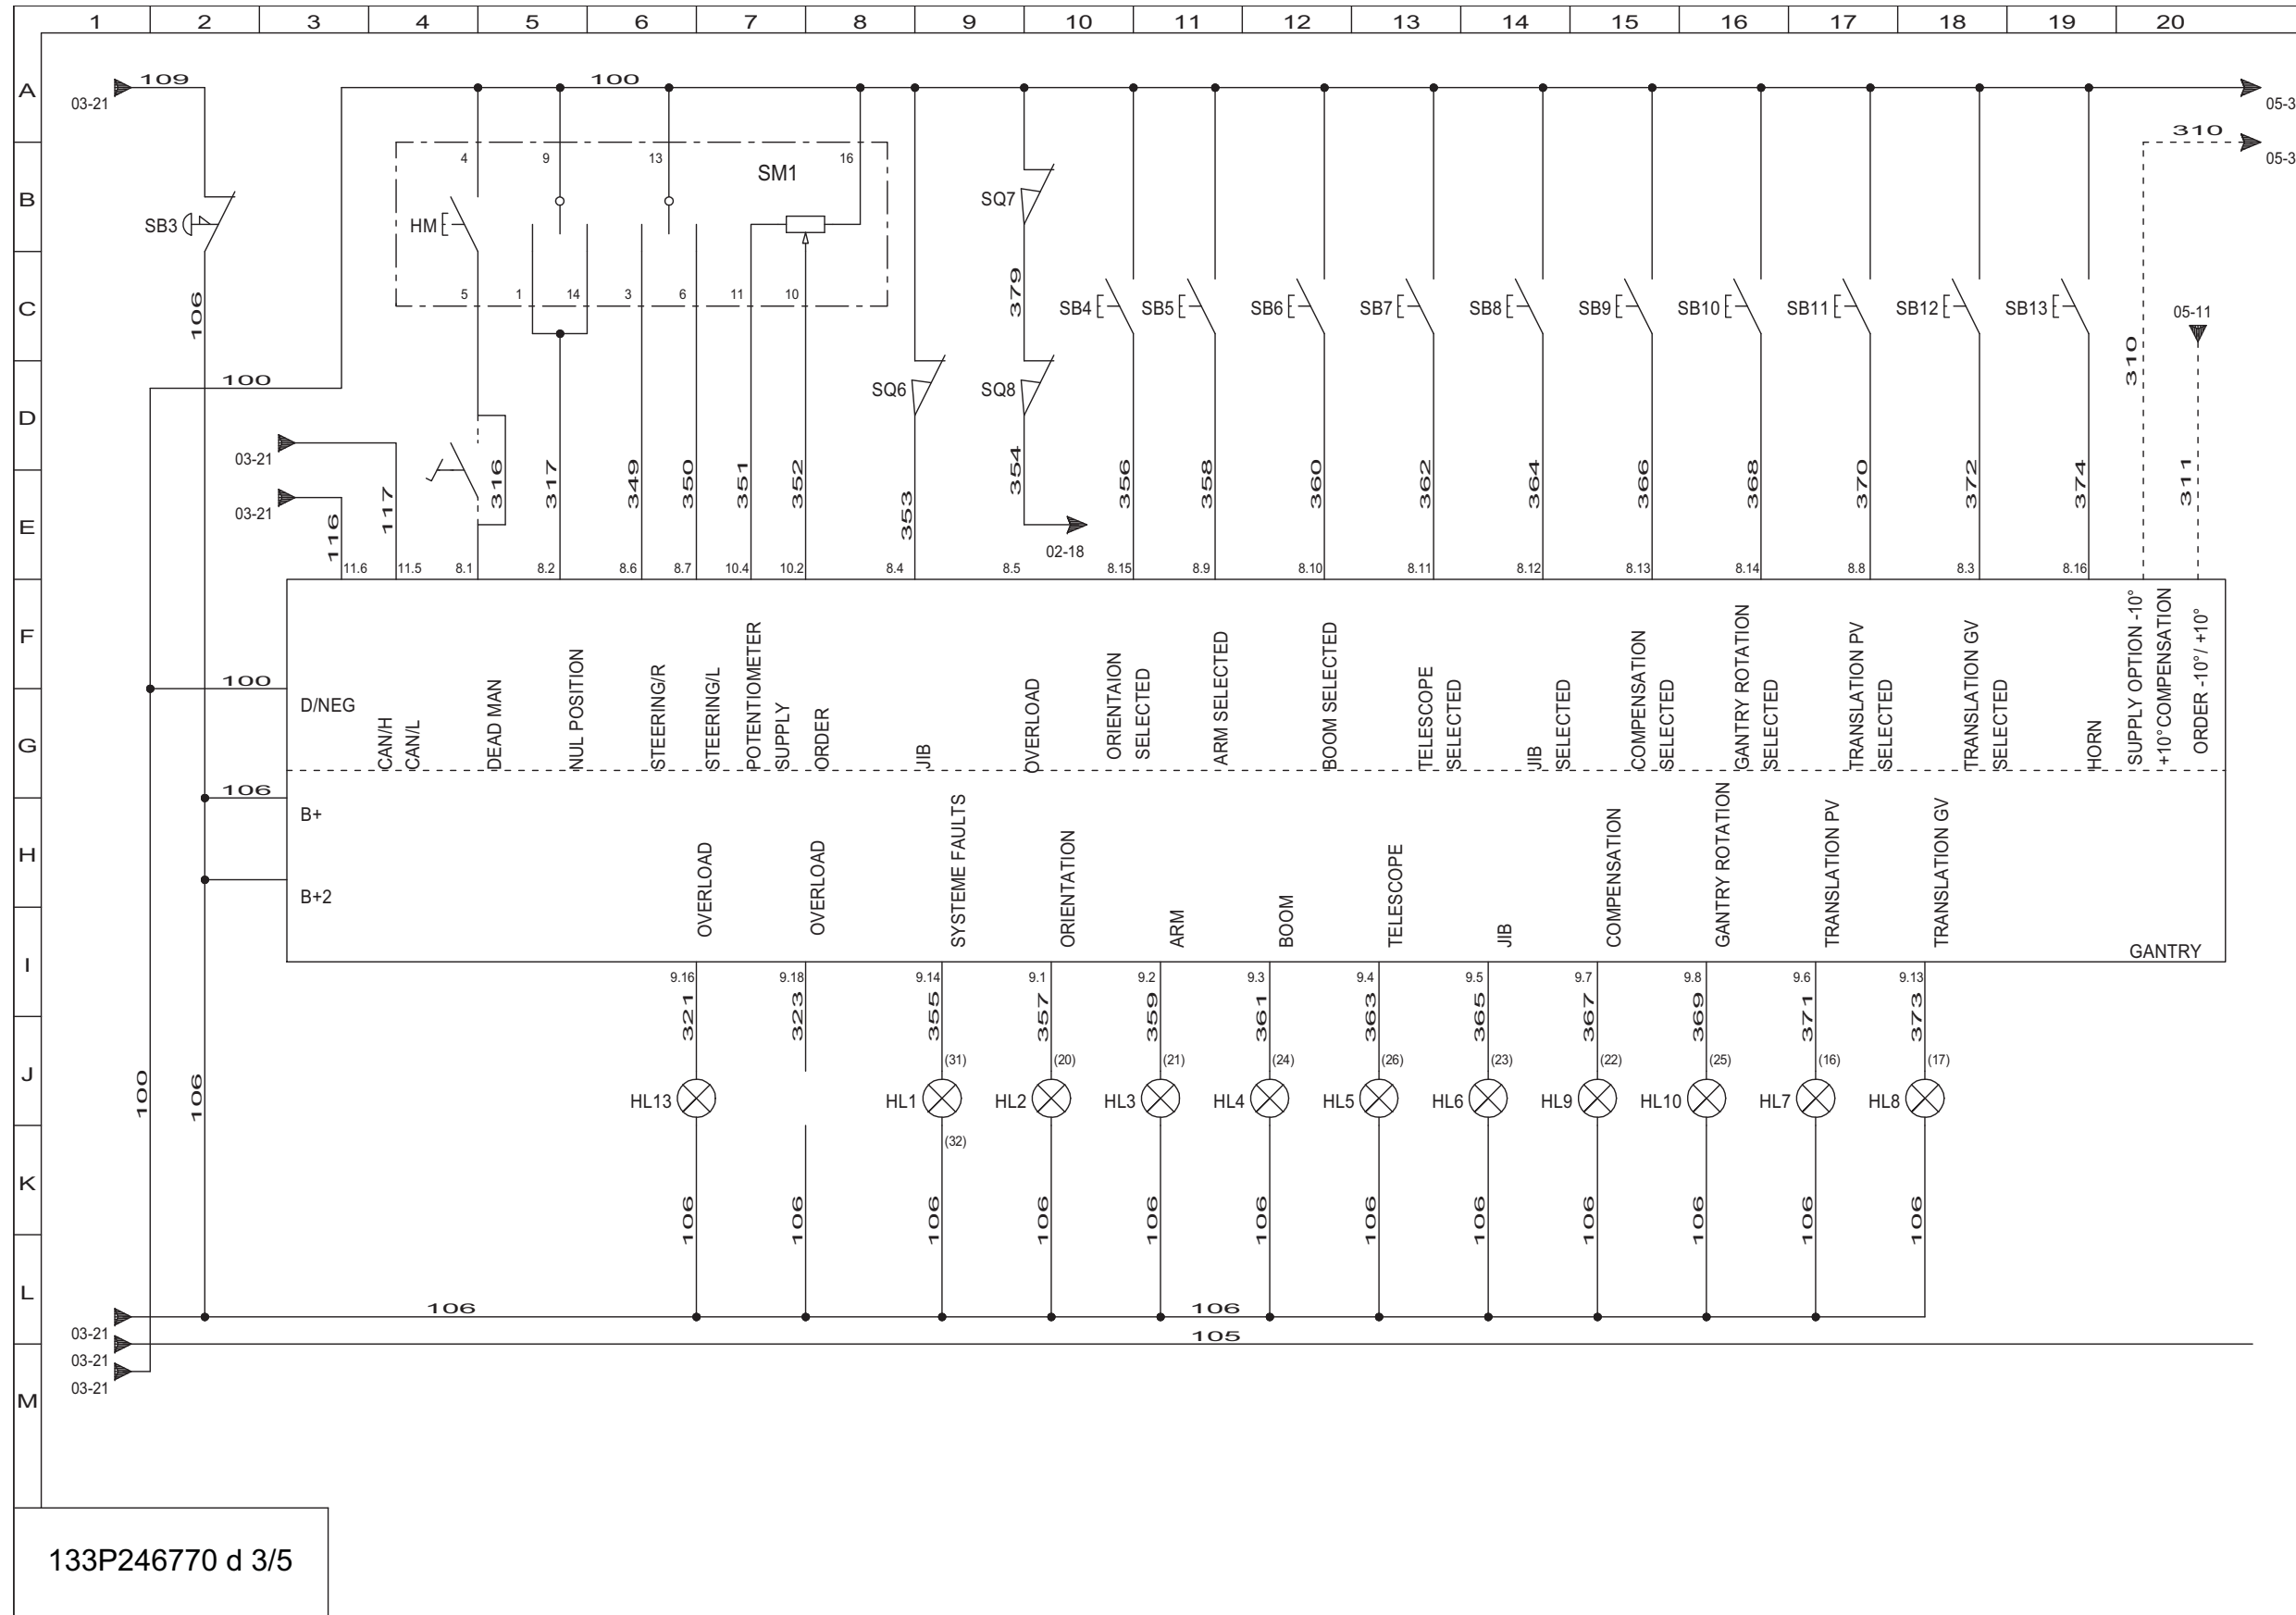 1 2 3 4 5 6 7 8 9 10 11 12 13 14 15 16 17 18 19 20
A
109
100
03-21
05-3
310
05-3
B
4 9 13 16
SM1
SB3
HM
SQ7
C
5 1 14 3 6 11 10
106
379
SB4 SB5 SB6 SB7 SB8 SB9 SB10 SB11 SB12 SB13
05-11
310
100
D
SQ6
SQ8
03-21
03-21
E
116
117
316
317
349
350
351
352
353
354
356
358
360
362
364
366
368
370
372
374
311
02-18
11.6 11.5 8.1 8.2 8.6 8.7 10.4 10.2 8.4 8.5 8.15 8.9 8.10 8.11 8.12 8.13 8.14 8.8 8.3 8.16
F
100
D/NEG
G
CAN/H
CAN/L
DEAD MAN
NUL POSITION
STEERING/R
STEERING/L
POTENTIOMETER
SUPPLY
ORDER
JIB
OVERLOAD
ORIENTAION
SELECTED
ARM SELECTED
BOOM SELECTED
TELESCOPE
SELECTED
JIB
SELECTED
COMPENSATION
SELECTED
GANTRY ROTATION
SELECTED
TRANSLATION PV
SELECTED
TRANSLATION GV
SELECTED
HORN
SUPPLY OPTION -10°
+10°COMPENSATION
ORDER -10°/ +10°
106
B+
H
B+2
OVERLOAD
OVERLOAD
SYSTEME FAULTS
ORIENTATION
ARM
BOOM
TELESCOPE
JIB
COMPENSATION
GANTRY ROTATION
TRANSLATION PV
TRANSLATION GV
GANTRY
I
9.16 9.18 9.14 9.1 9.2 9.3 9.4 9.5 9.7 9.8 9.6 9.13
321
323
355
357
359
361
363
365
367
369
371
373
J
(31) (20) (21) (24) (26) (23) (22) (25) (16) (17)
100
106
HL13 HL1 HL2 HL3 HL4 HL5 HL6 HL9 HL10 HL7 HL8
(32)
K
106
106
106
106
106
106
106
106
106
106
106
106
L
106
106
03-21
105
03-21
03-21
M
133P246770 d 3/5